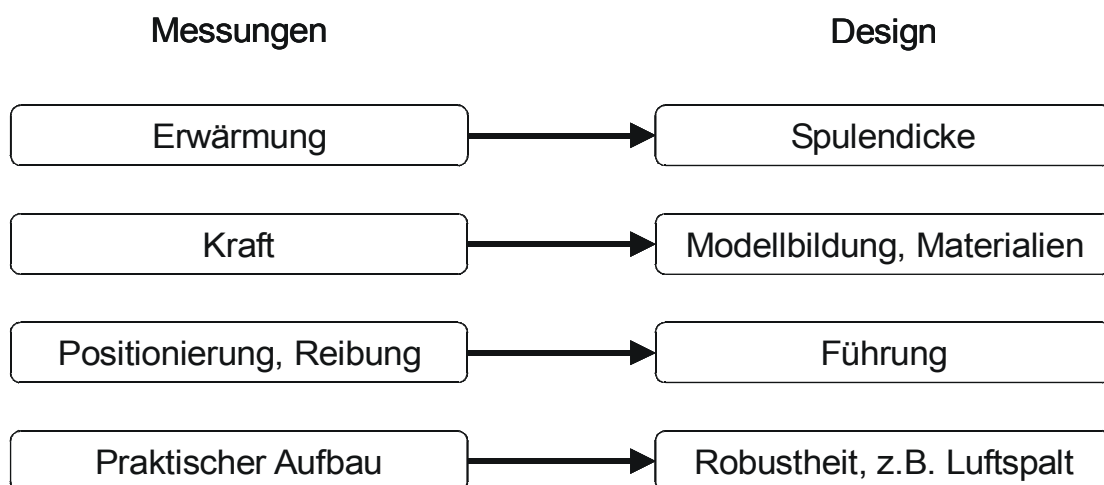 Messungen Design
Erwärmung Spulendicke
Kraft Modellbildung, Materialien
Positionierung, Reibung Führung
Praktischer Aufbau Robustheit, z.B. Luftspalt